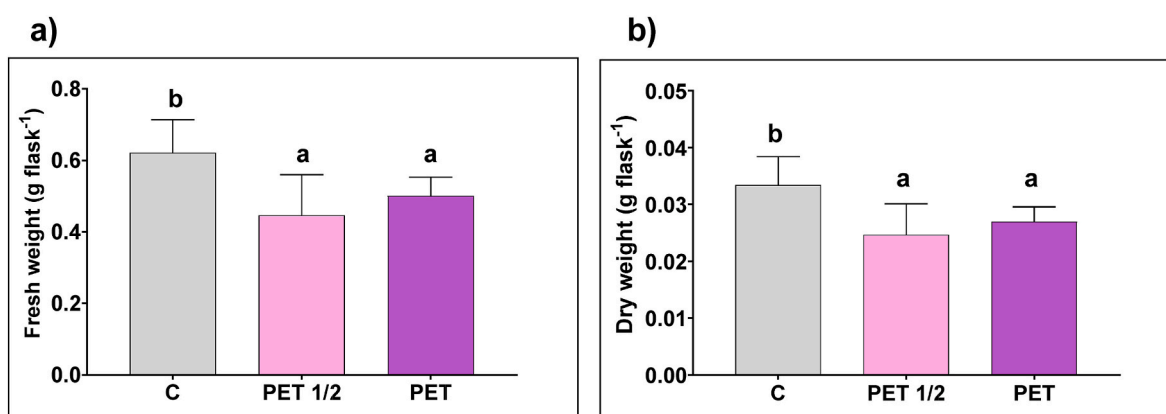 a)
Fresh weight (g flask⁻¹)
0.8
0.6
0.4
0.2
0.0
b
a
a
C
PET 1/2
PET
b)
Dry weight (g flask⁻¹)
0.05
0.04
0.03
0.02
0.01
0.00
b
a
a
C
PET 1/2
PET